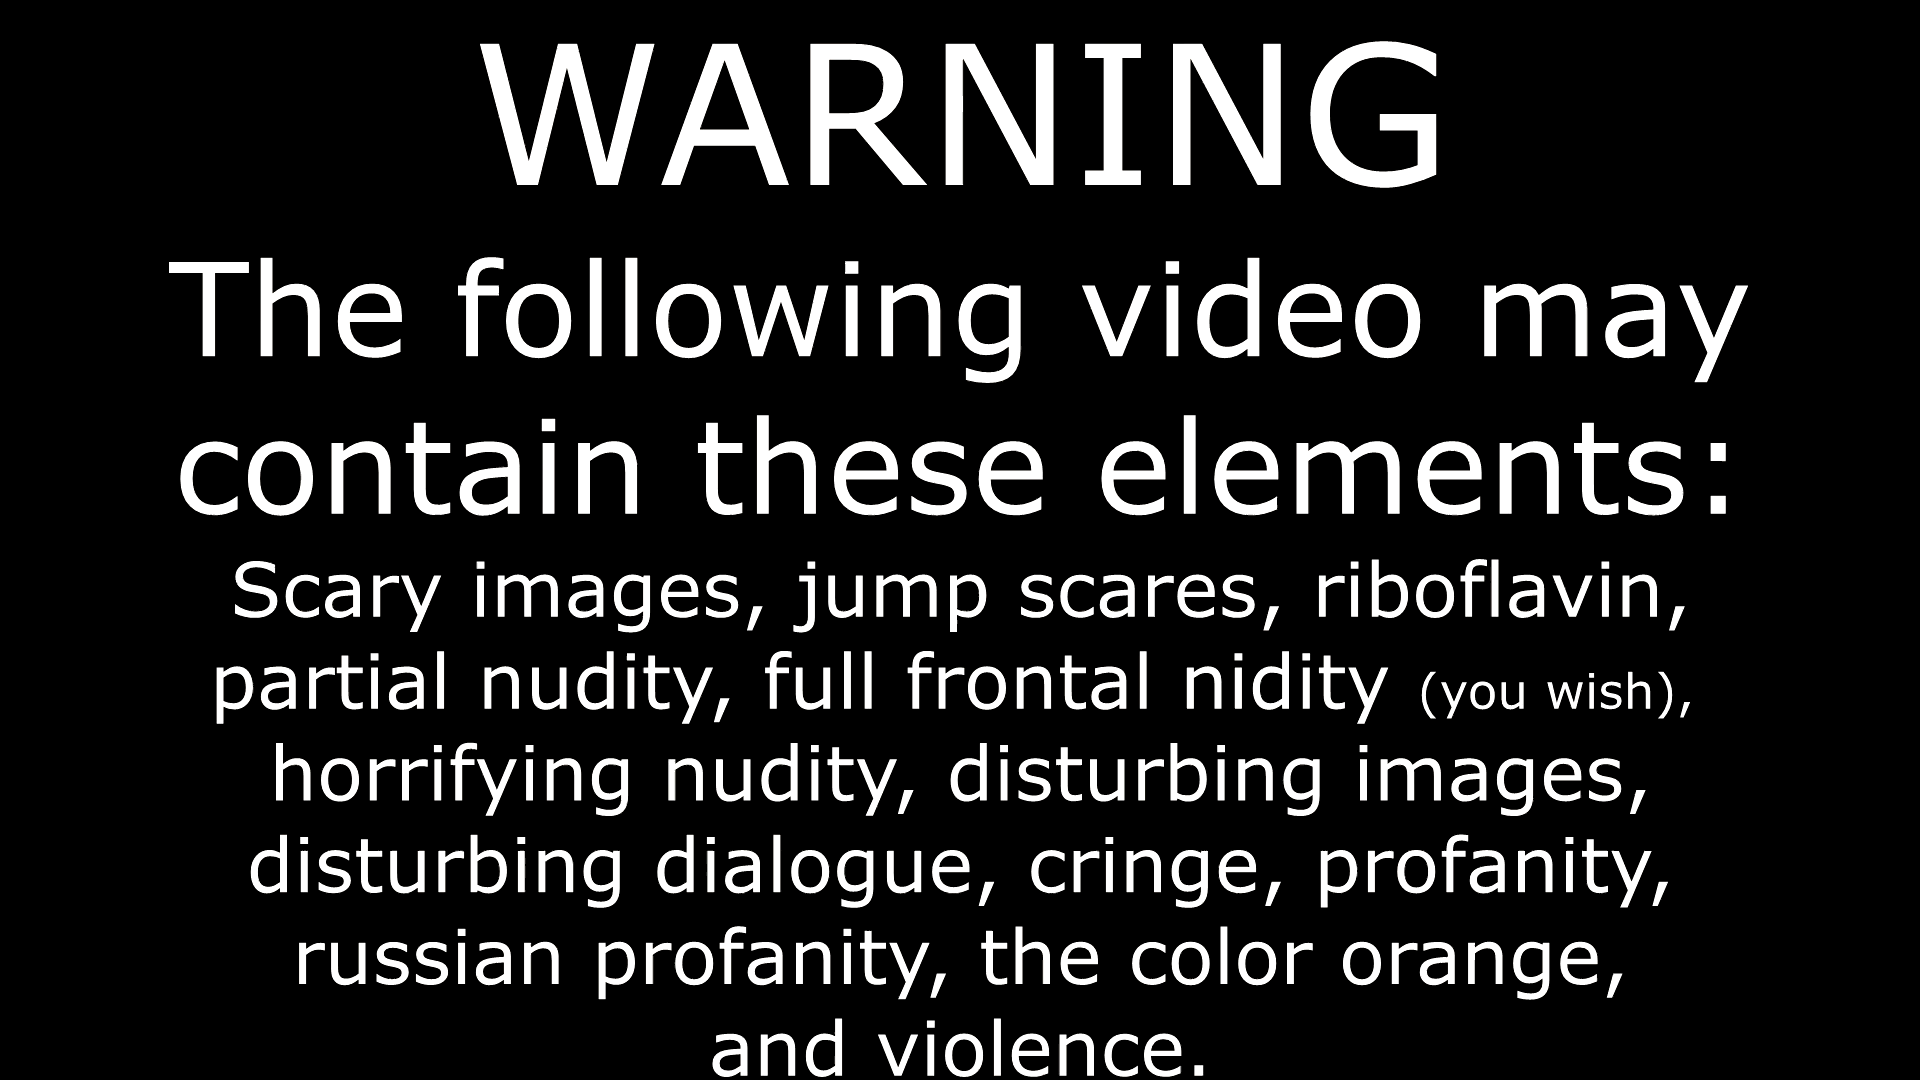 WARNING
The following video may
contain these elements:
Scary images, jump scares, riboflavin,
partial nudity, full frontal nidity (you wish),
horrifying nudity, disturbing images,
disturbing dialogue, cringe, profanity,
russian profanity, the color orange,
and violence.